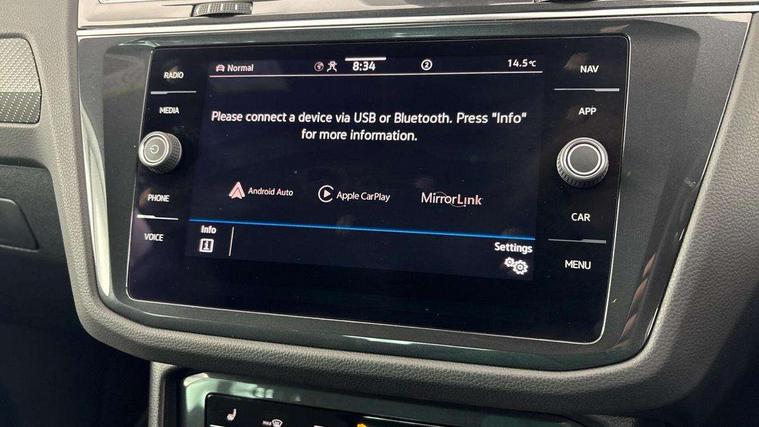 RADIO
MEDIA
PHONE
VOICE
Normal
8:34
2
14.5°C
Please connect a device via USB or Bluetooth. Press "Info"
for more information.
Android Auto
Apple CarPlay
MirrorLink
Info
Settings
NAV
APP
CAR
MENU